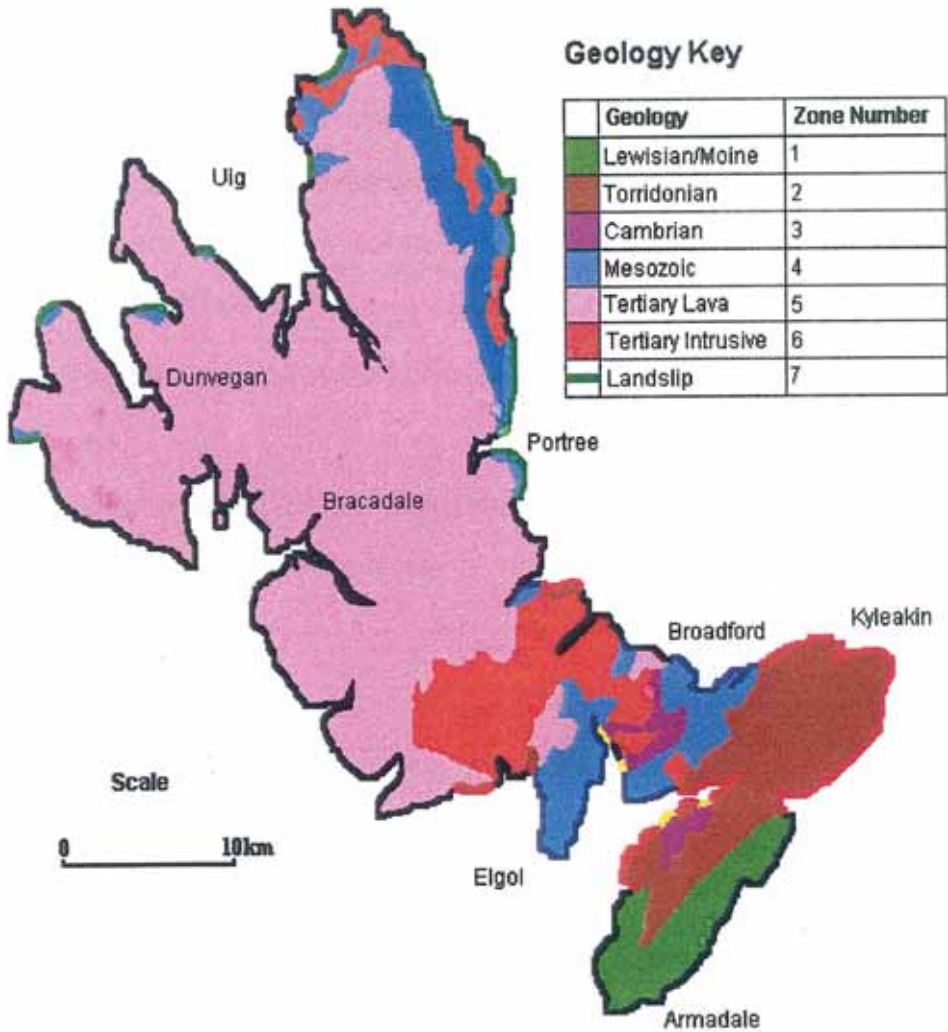 Geology Key
Geology Zone Number
Lewisian/Moine 1
Torridonian 2
Cambrian 3
Mesozoic 4
Tertiary Lava 5
Tertiary Intrusive 6
Landslip 7
Uig
Dunvegan
Portree
Bracadale
Broadford
Kyleakin
Scale
0 10km
Elgol
Armadale